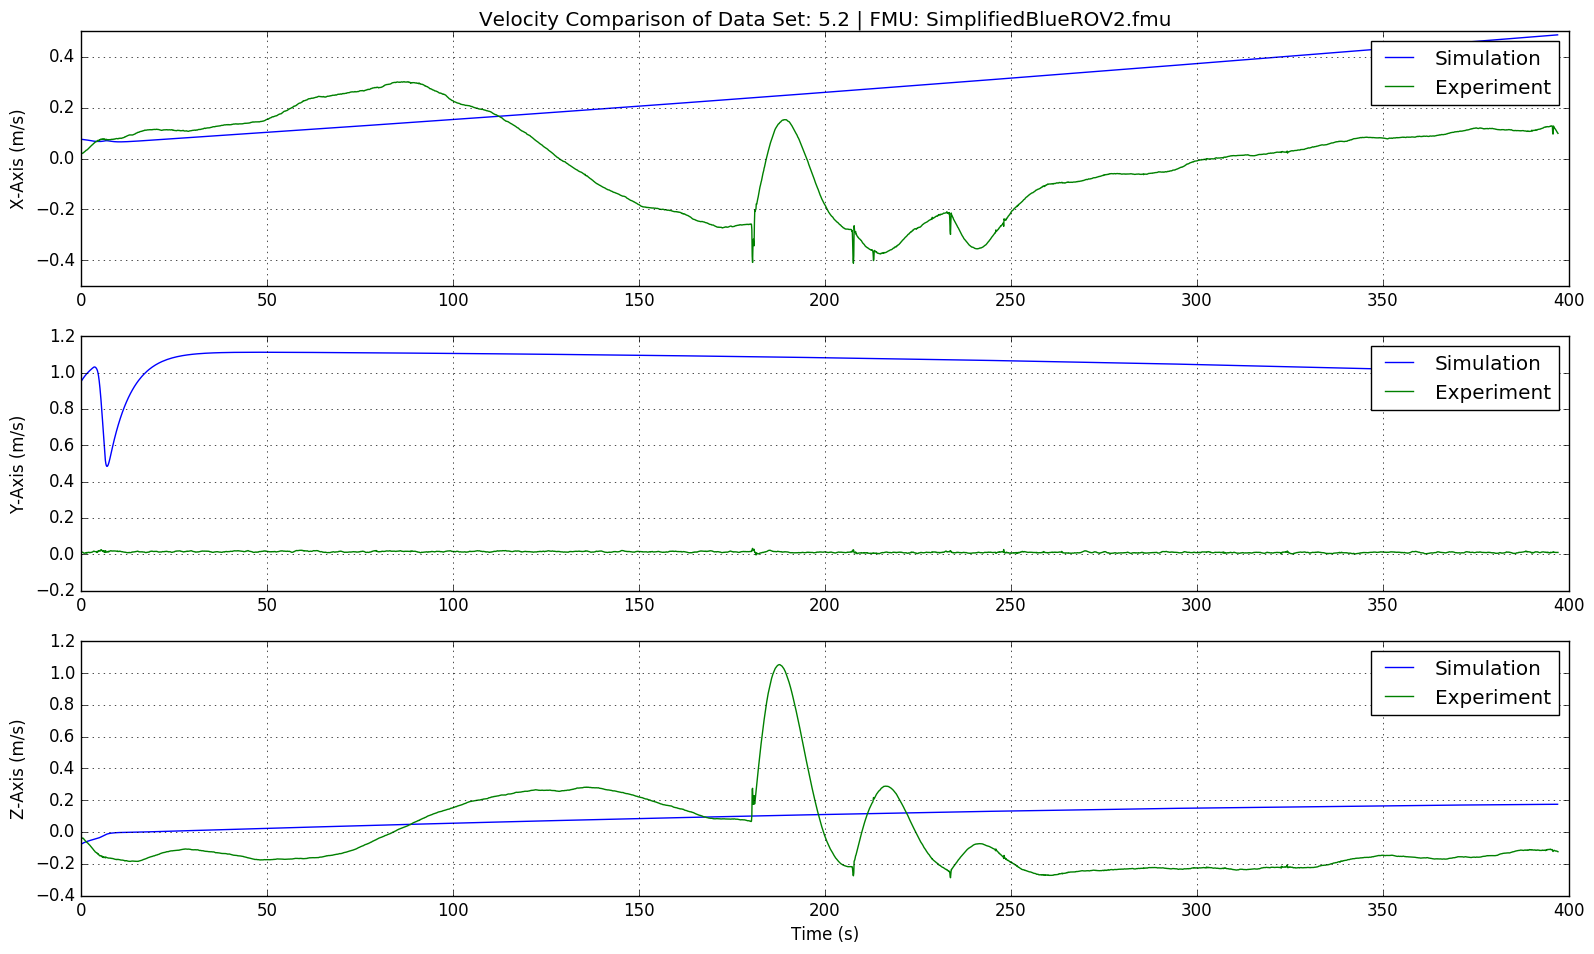 Velocity Comparison of Data Set: 5.2 | FMU: SimplifiedBlueROV2.fmu
X-Axis (m/s)
0.4
0.2
0.0
−0.2
−0.4
Simulation
Experiment
0 50 100 150 200 250 300 350 400
Y-Axis (m/s)
1.2
1.0
0.8
0.6
0.4
0.2
0.0
−0.2
Simulation
Experiment
0 50 100 150 200 250 300 350 400
Z-Axis (m/s)
1.2
1.0
0.8
0.6
0.4
0.2
0.0
−0.2
−0.4
Simulation
Experiment
0 50 100 150 200 250 300 350 400
Time (s)